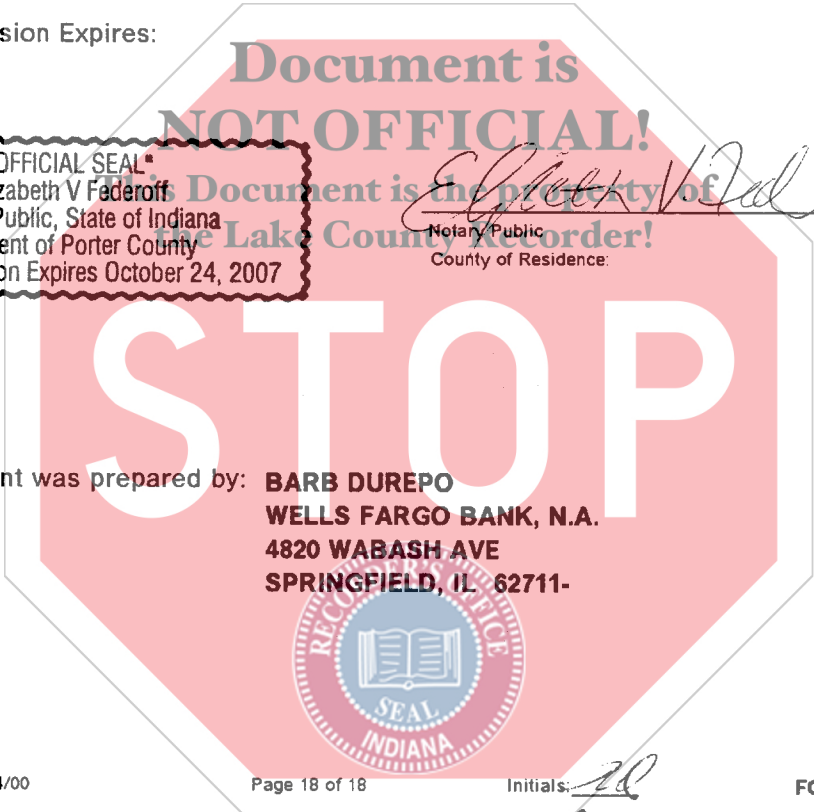 sion Expires:
Document is
NOT OFFICIAL!
OFFICIAL SEAL"
zabeth V Federoff
This Document is the property of
Public, State of Indiana
the Lake County Recorder!
ent of Porter County
on Expires October 24, 2007
Notary Public
County of Residence:
STOP
nt was prepared by: BARB DUREPO
WELLS FARGO BANK, N.A.
4820 WABASH AVE
SPRINGFIELD, IL 62711-
RECORDER'S OFFICE
SEAL
INDIANA
/00 Page 18 of 18 Initials: FO